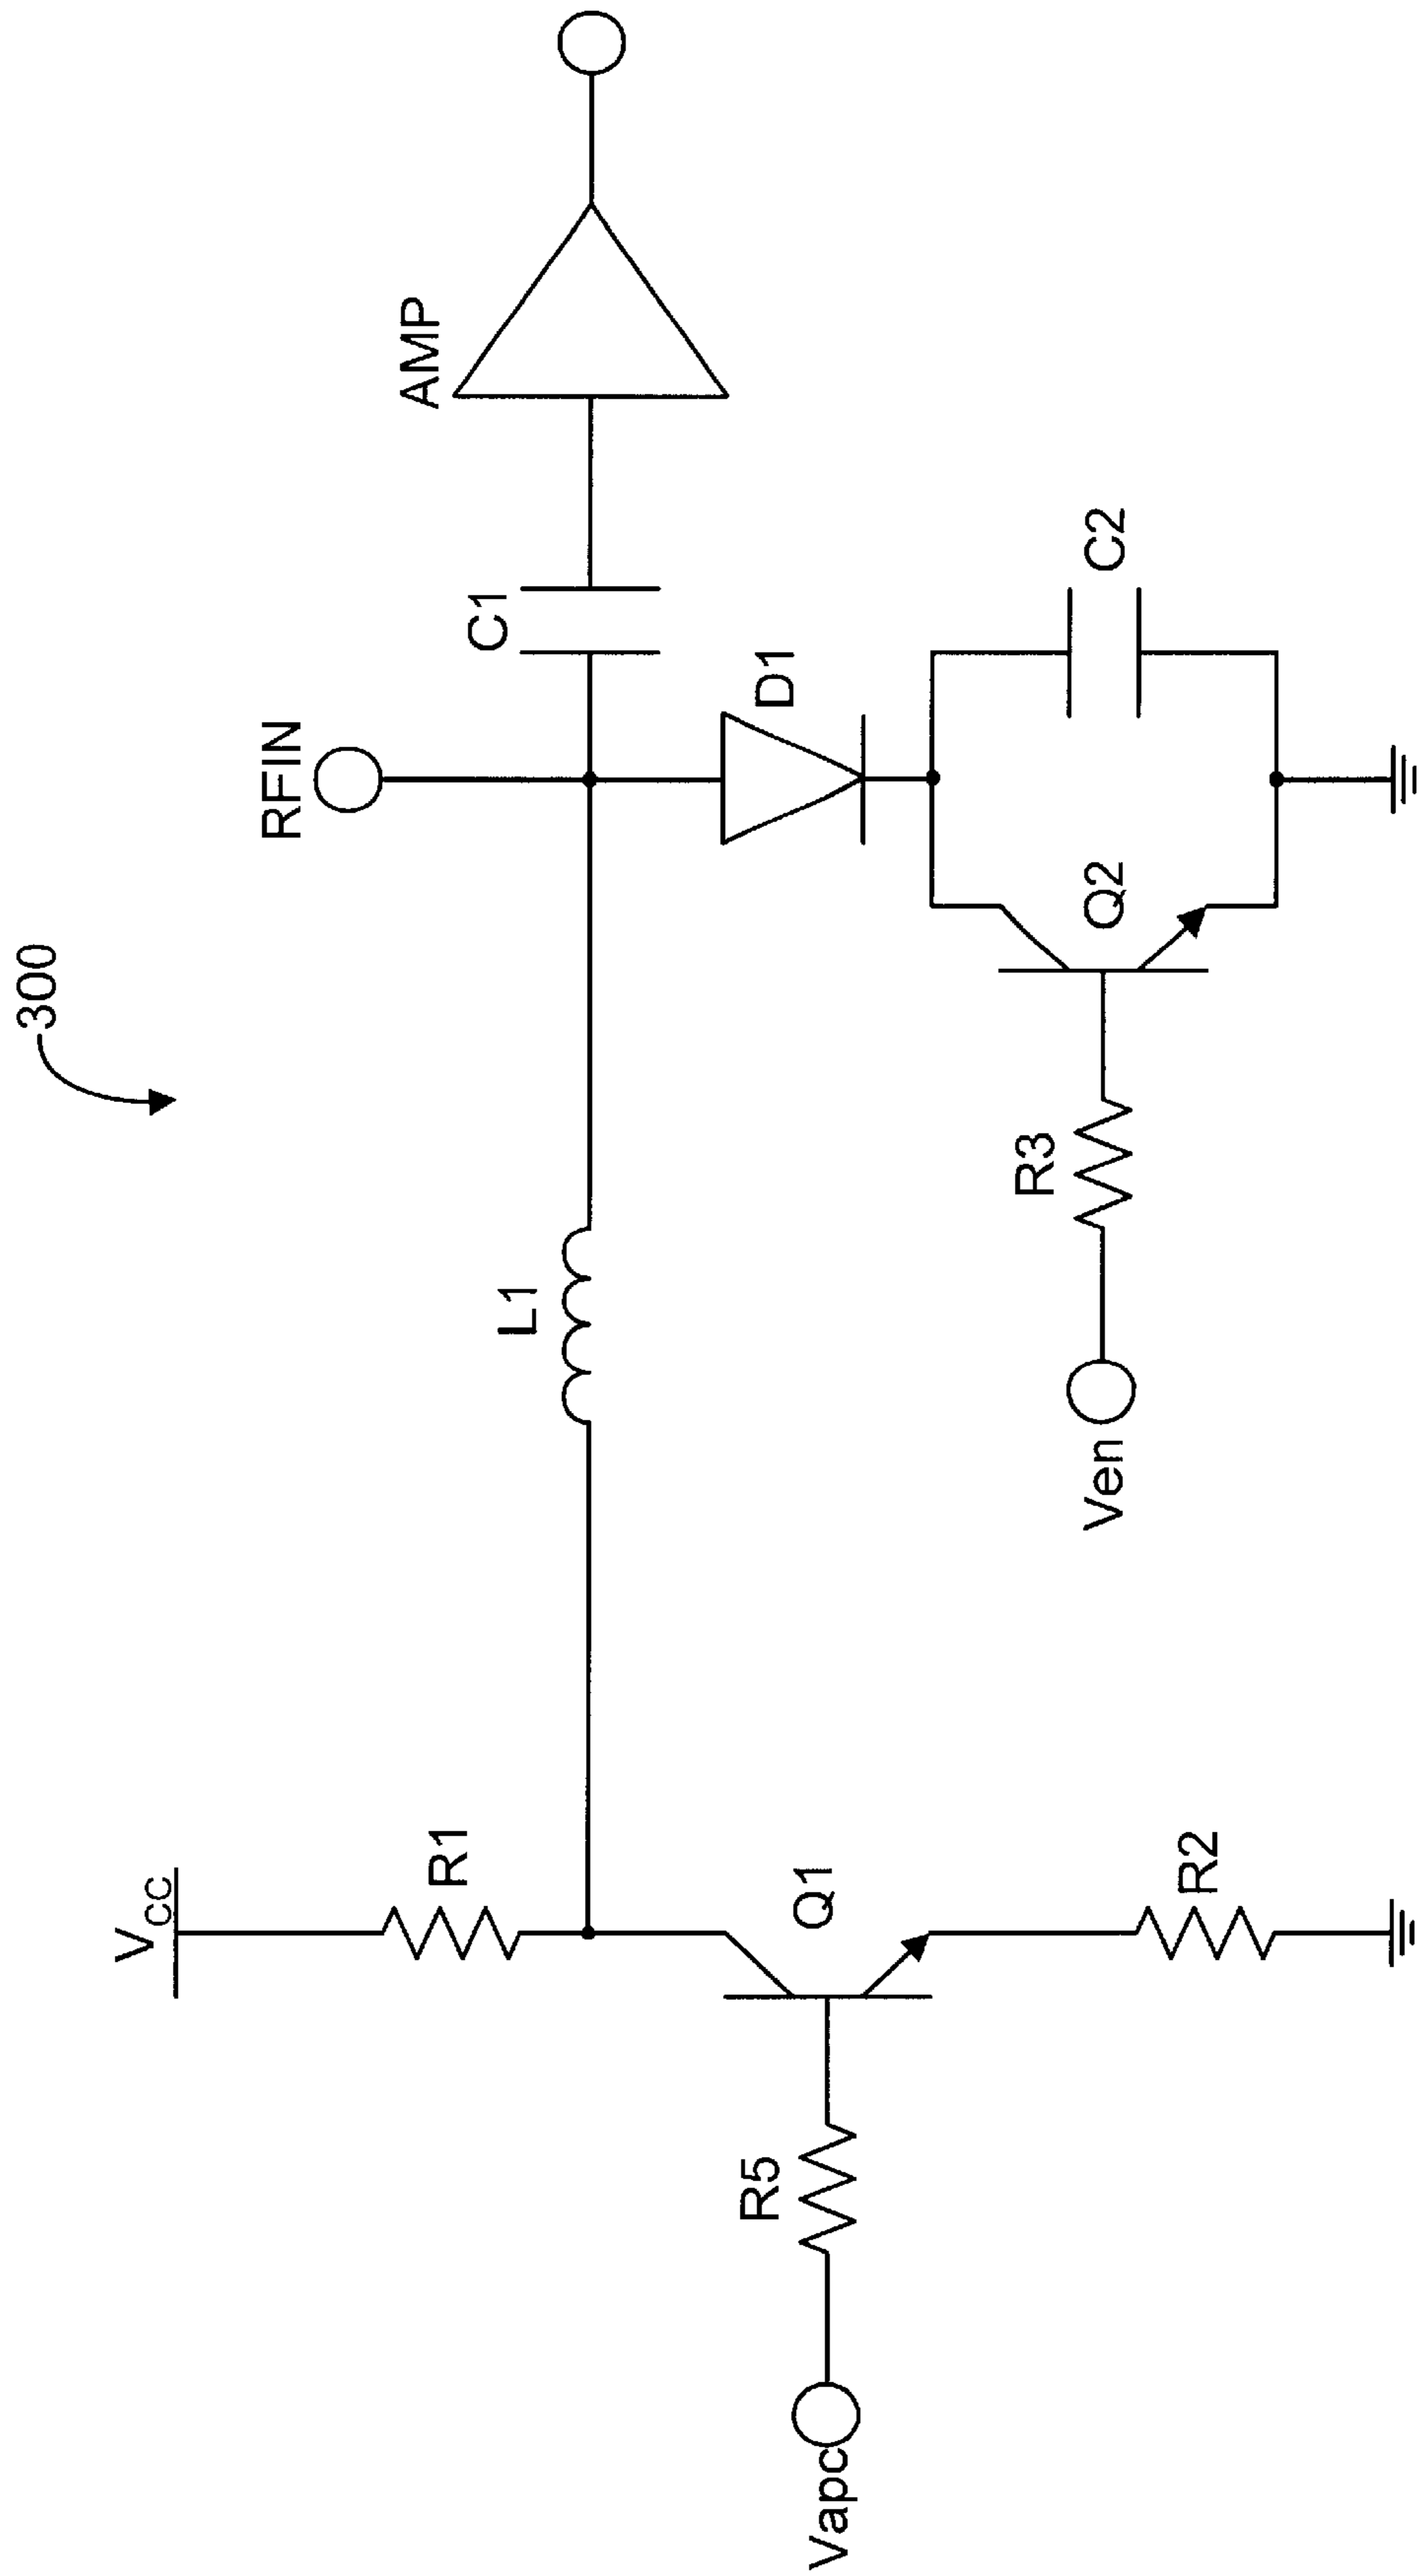 300
VCC
R1
L1
RFIN
C1
AMP
D1
Q1
R5
Vapc
R2
Ven
R3
Q2
C2